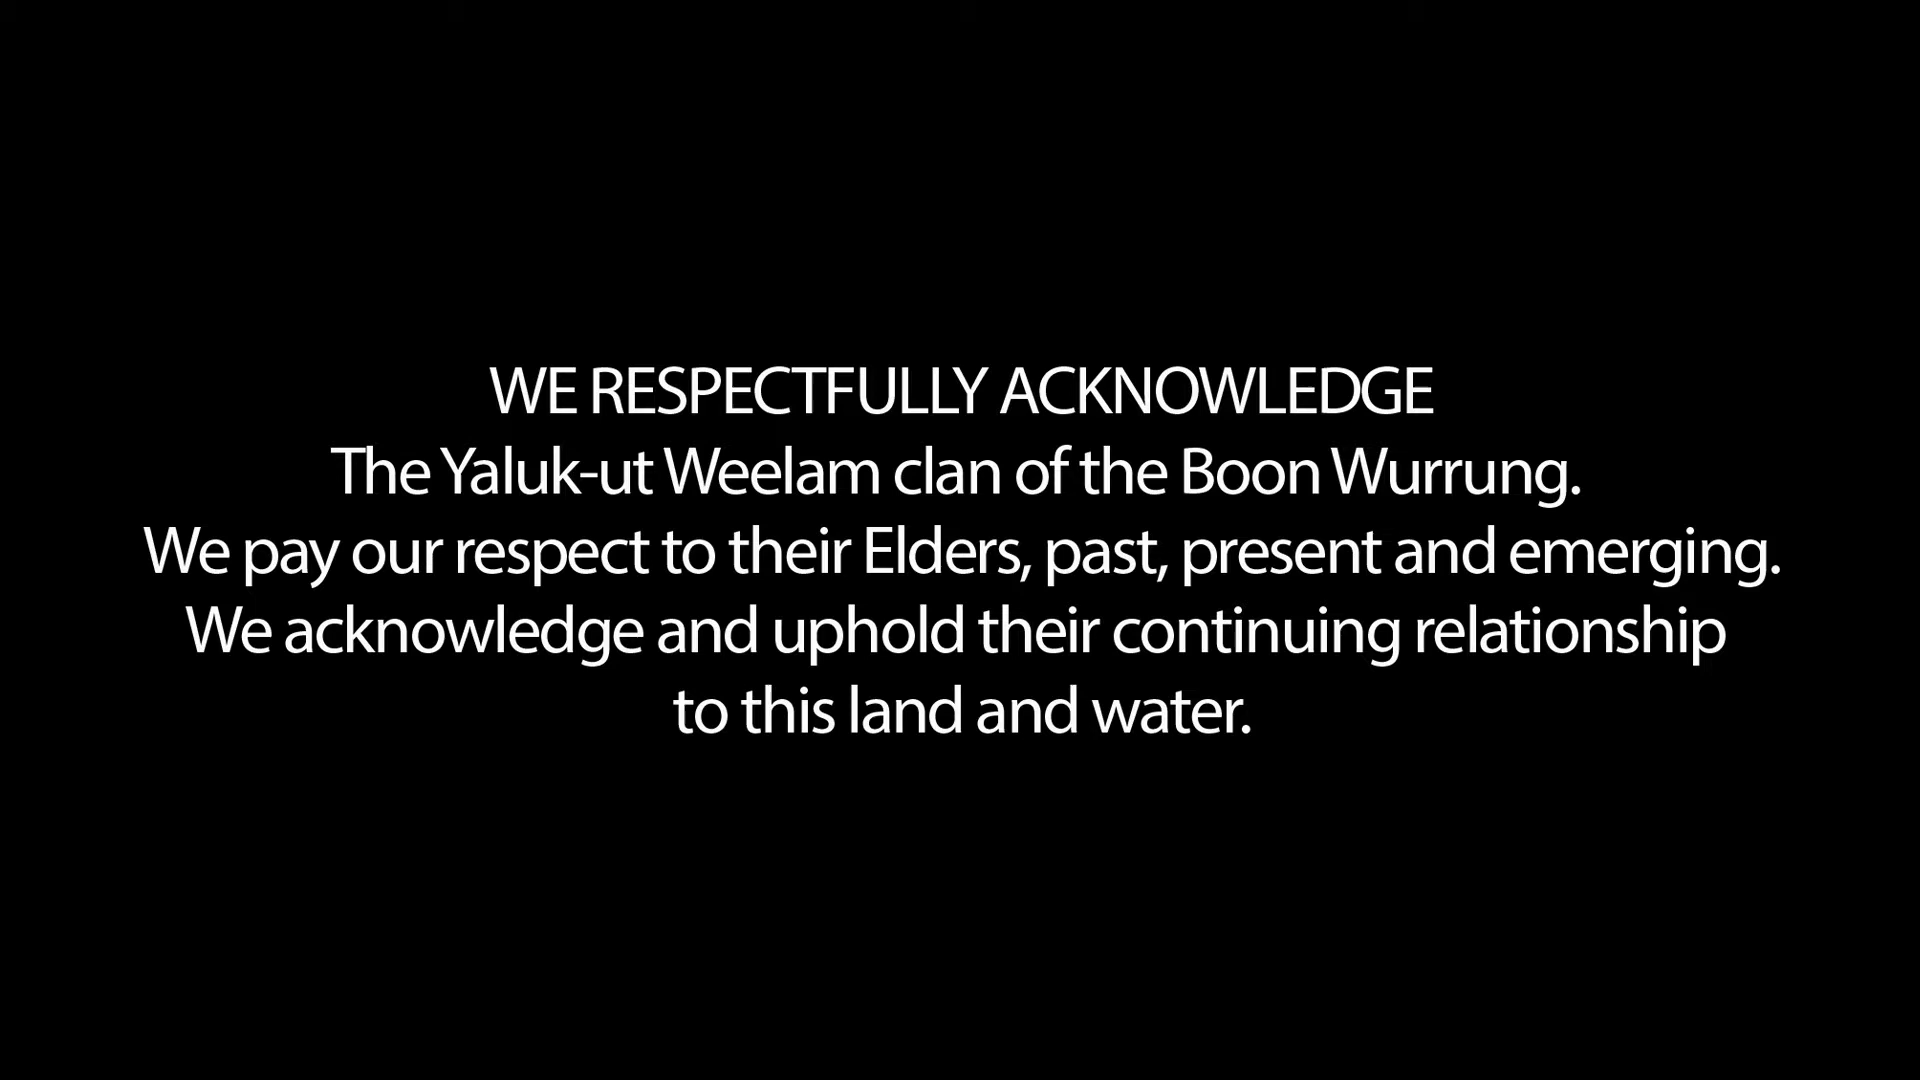 WE RESPECTFULLY ACKNOWLEDGE
The Yaluk-ut Weelam clan of the Boon Wurrung.
We pay our respect to their Elders, past, present and emerging.
We acknowledge and uphold their continuing relationship
to this land and water.